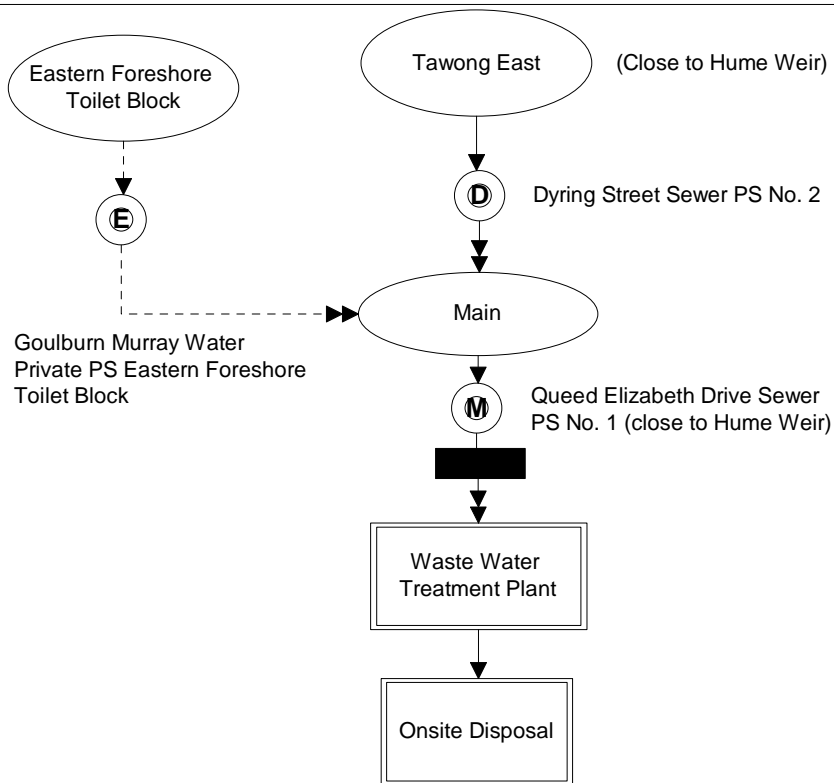 Eastern Foreshore
Toilet Block
Tawong East
(Close to Hume Weir)
E
D
Dyring Street Sewer PS No. 2
Main
Goulburn Murray Water
Private PS Eastern Foreshore
Toilet Block
M
Queed Elizabeth Drive Sewer
PS No. 1 (close to Hume Weir)
Waste Water
Treatment Plant
Onsite Disposal